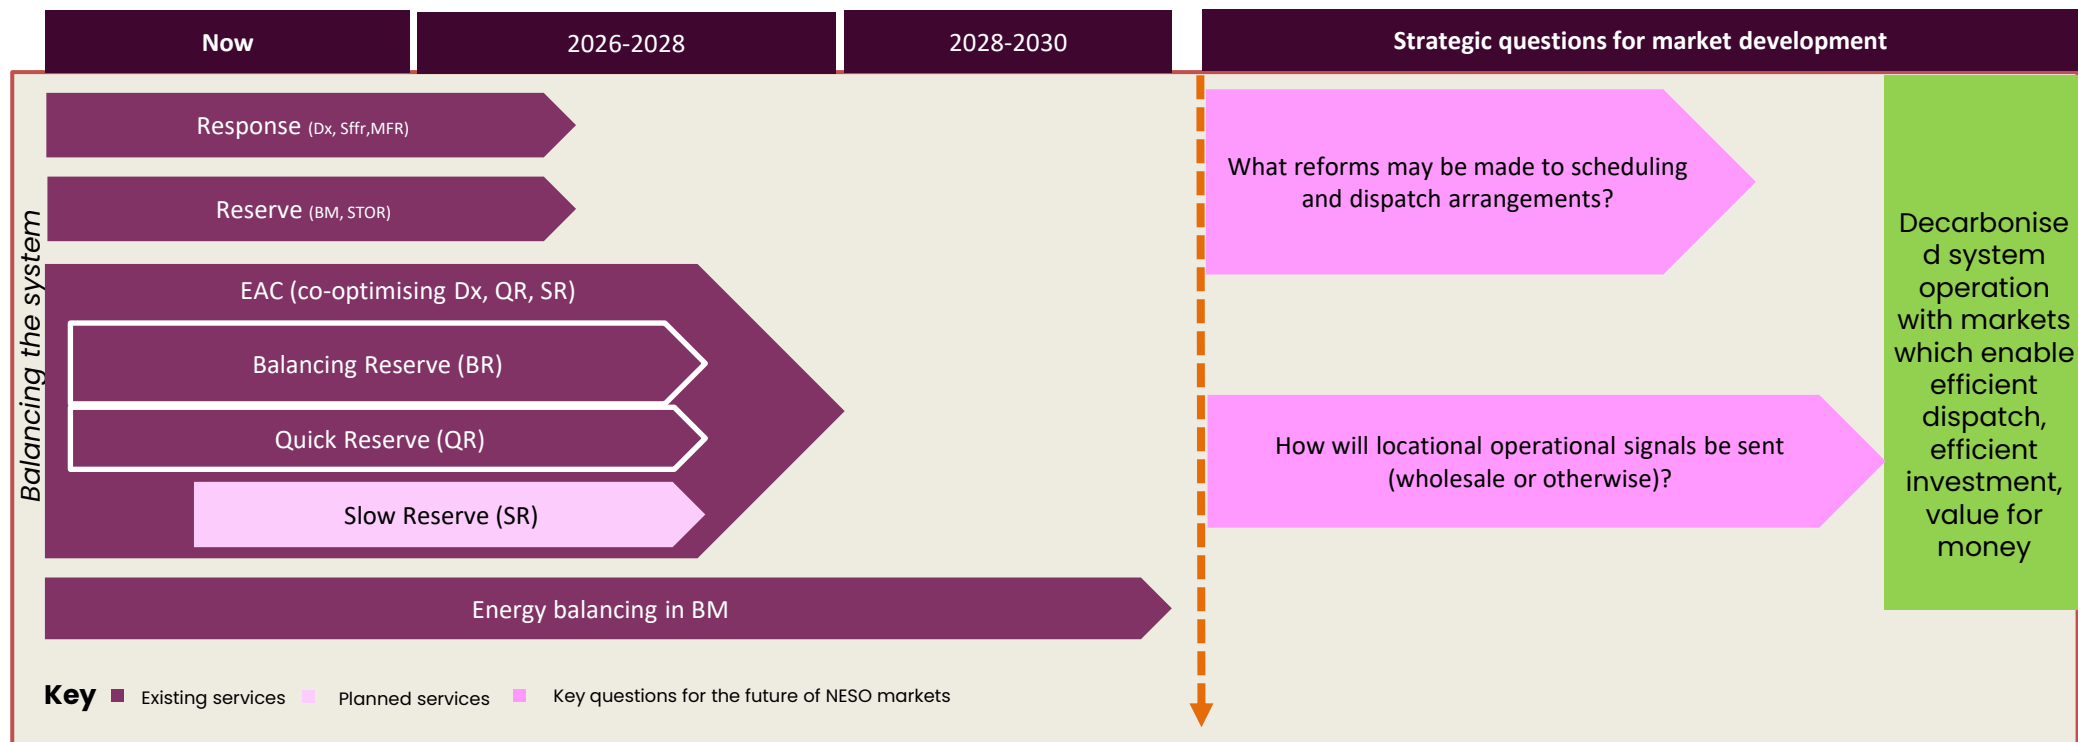 Now
2026-2028
2028-2030
Strategic questions for market development
Balancing the system
Response (Dx, Sffr,MFR)
Reserve (BM, STOR)
EAC (co-optimising Dx, QR, SR)
Balancing Reserve (BR)
Quick Reserve (QR)
Slow Reserve (SR)
Energy balancing in BM
What reforms may be made to scheduling
and dispatch arrangements?
How will locational operational signals be sent
(wholesale or otherwise)?
Decarbonise
d system
operation
with markets
which enable
efficient
dispatch,
efficient
investment,
value for
money
Key Existing services Planned services Key questions for the future of NESO markets